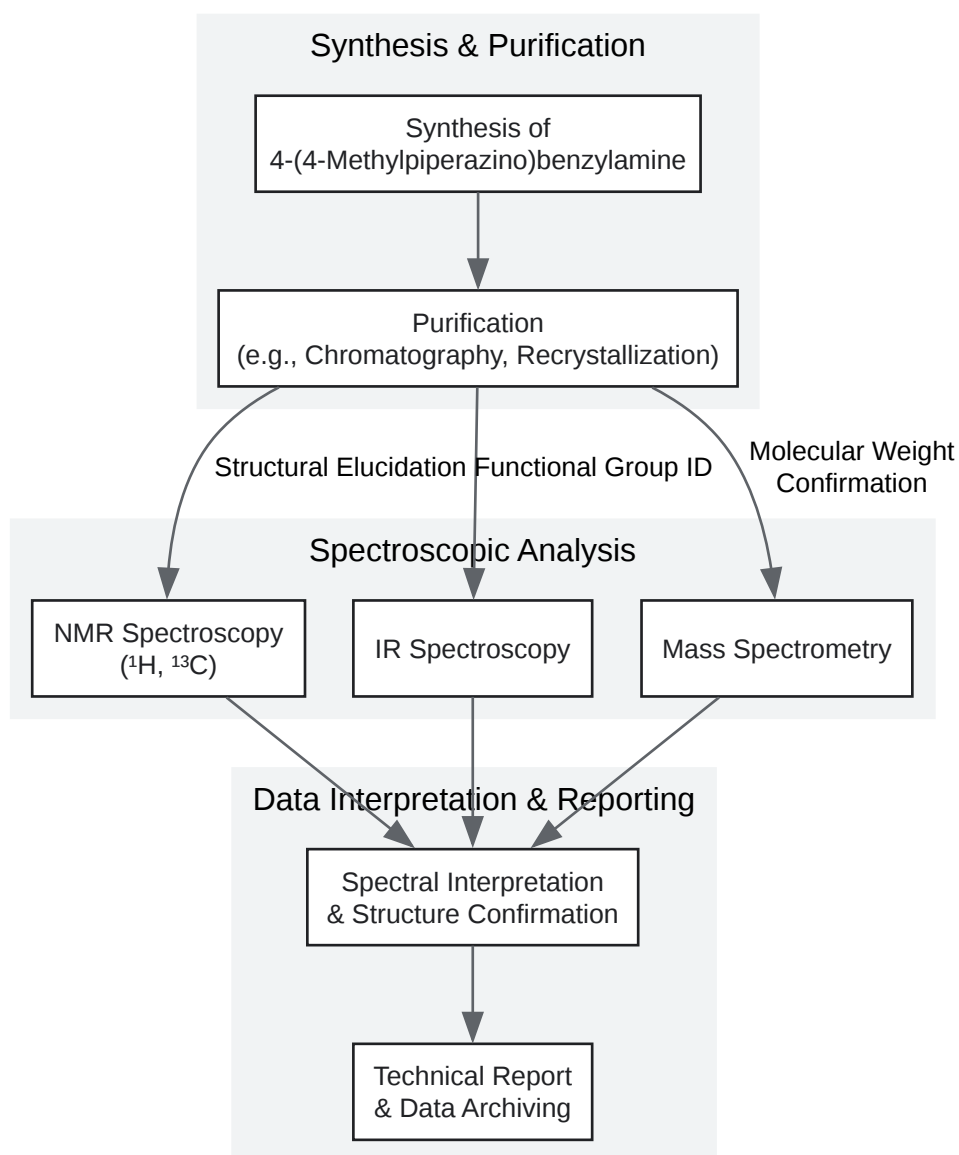 Synthesis & Purification
Synthesis of
4-(4-Methylpiperazino)benzylamine
Purification
(e.g., Chromatography, Recrystallization)
Structural Elucidation
Functional Group ID
Molecular Weight
Confirmation
Spectroscopic Analysis
NMR Spectroscopy
(¹H, ¹³C)
IR Spectroscopy
Mass Spectrometry
Data Interpretation & Reporting
Spectral Interpretation
& Structure Confirmation
Technical Report
& Data Archiving